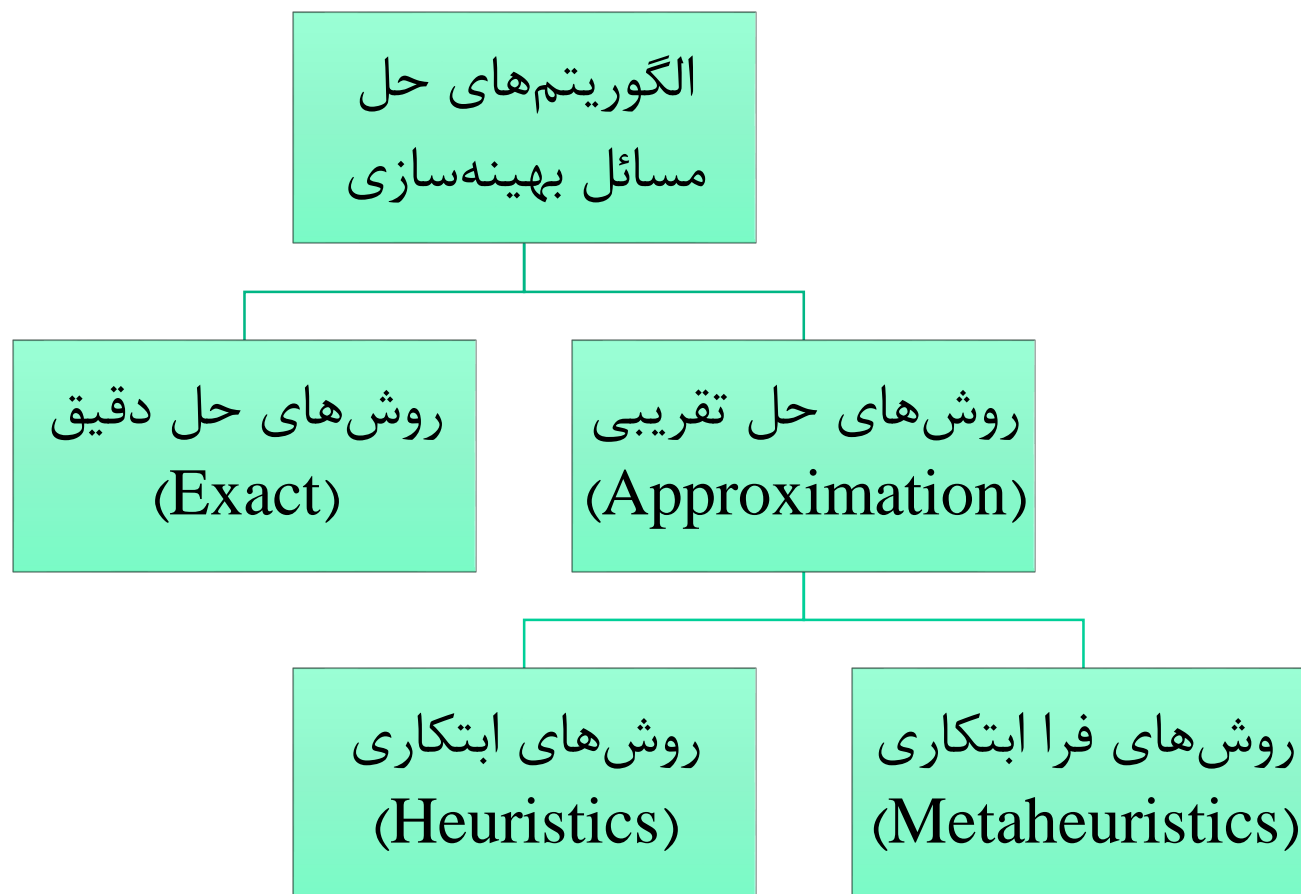 الگوریتم‌های حل
مسائل بهینه‌سازی
روش‌های حل تقریبی
(Approximation)
روش‌های حل دقیق
(Exact)
روش‌های فرا ابتکاری
(Metaheuristics)
روش‌های ابتکاری
(Heuristics)